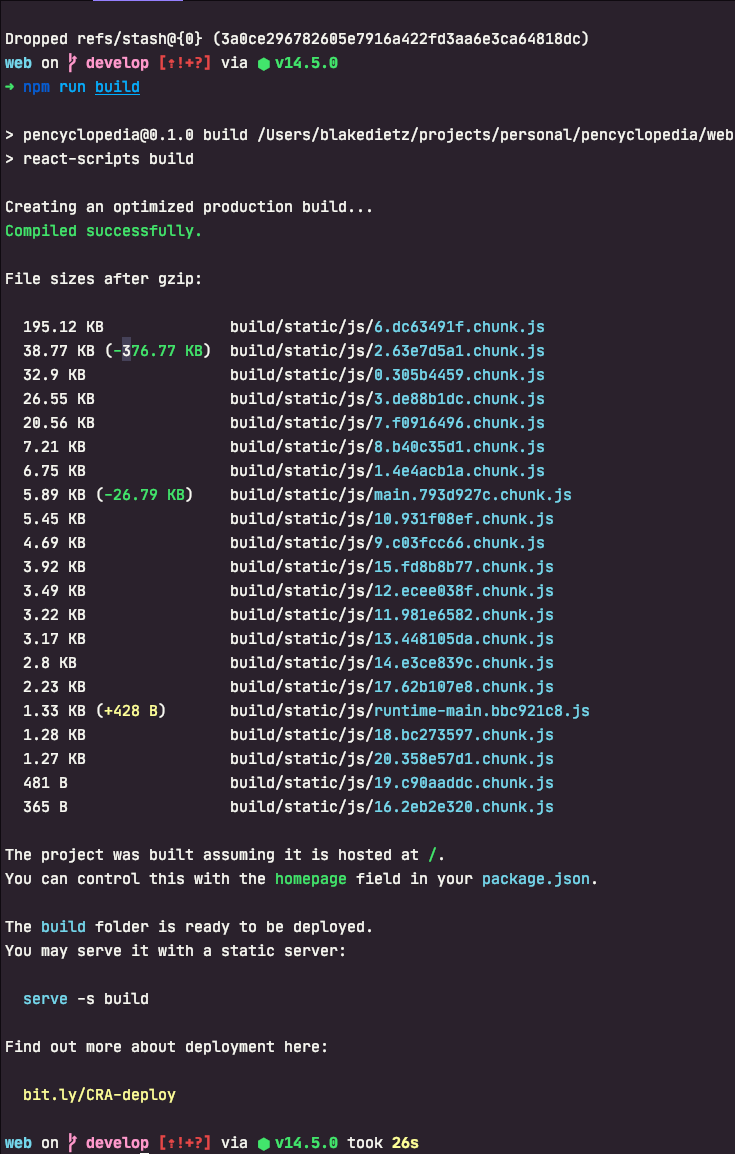 Dropped refs/stash@{0} (3a0ce296782605e7916a422fd3aa6e3ca64818dc)
web on develop [↑!+?] via ⬢ v14.5.0
➜ npm run build
> pencyclopedia@0.1.0 build /Users/blakedietz/projects/personal/pencyclopedia/web
> react-scripts build
Creating an optimized production build...
Compiled successfully.
File sizes after gzip:
195.12 KB build/static/js/6.dc63491f.chunk.js
38.77 KB (-376.77 KB) build/static/js/2.63e7d5a1.chunk.js
32.9 KB build/static/js/0.305b4459.chunk.js
26.55 KB build/static/js/3.de88b1dc.chunk.js
20.56 KB build/static/js/7.f0916496.chunk.js
7.21 KB build/static/js/8.b40c35d1.chunk.js
6.75 KB build/static/js/1.4e4acb1a.chunk.js
5.89 KB (-26.79 KB) build/static/js/main.793d927c.chunk.js
5.45 KB build/static/js/10.931f08ef.chunk.js
4.69 KB build/static/js/9.c03fcc66.chunk.js
3.92 KB build/static/js/15.fd8b8b77.chunk.js
3.49 KB build/static/js/12.ecee038f.chunk.js
3.22 KB build/static/js/11.981e6582.chunk.js
3.17 KB build/static/js/13.448105da.chunk.js
2.8 KB build/static/js/14.e3ce839c.chunk.js
2.23 KB build/static/js/17.62b107e8.chunk.js
1.33 KB (+428 B) build/static/js/runtime-main.bbc921c8.js
1.28 KB build/static/js/18.bc273597.chunk.js
1.27 KB build/static/js/20.358e57d1.chunk.js
481 B build/static/js/19.c90aaddc.chunk.js
365 B build/static/js/16.2eb2e320.chunk.js
The project was built assuming it is hosted at /.
You can control this with the homepage field in your package.json.
The build folder is ready to be deployed.
You may serve it with a static server:
serve -s build
Find out more about deployment here:
bit.ly/CRA-deploy
web on develop [↑!+?] via ⬢ v14.5.0 took 26s